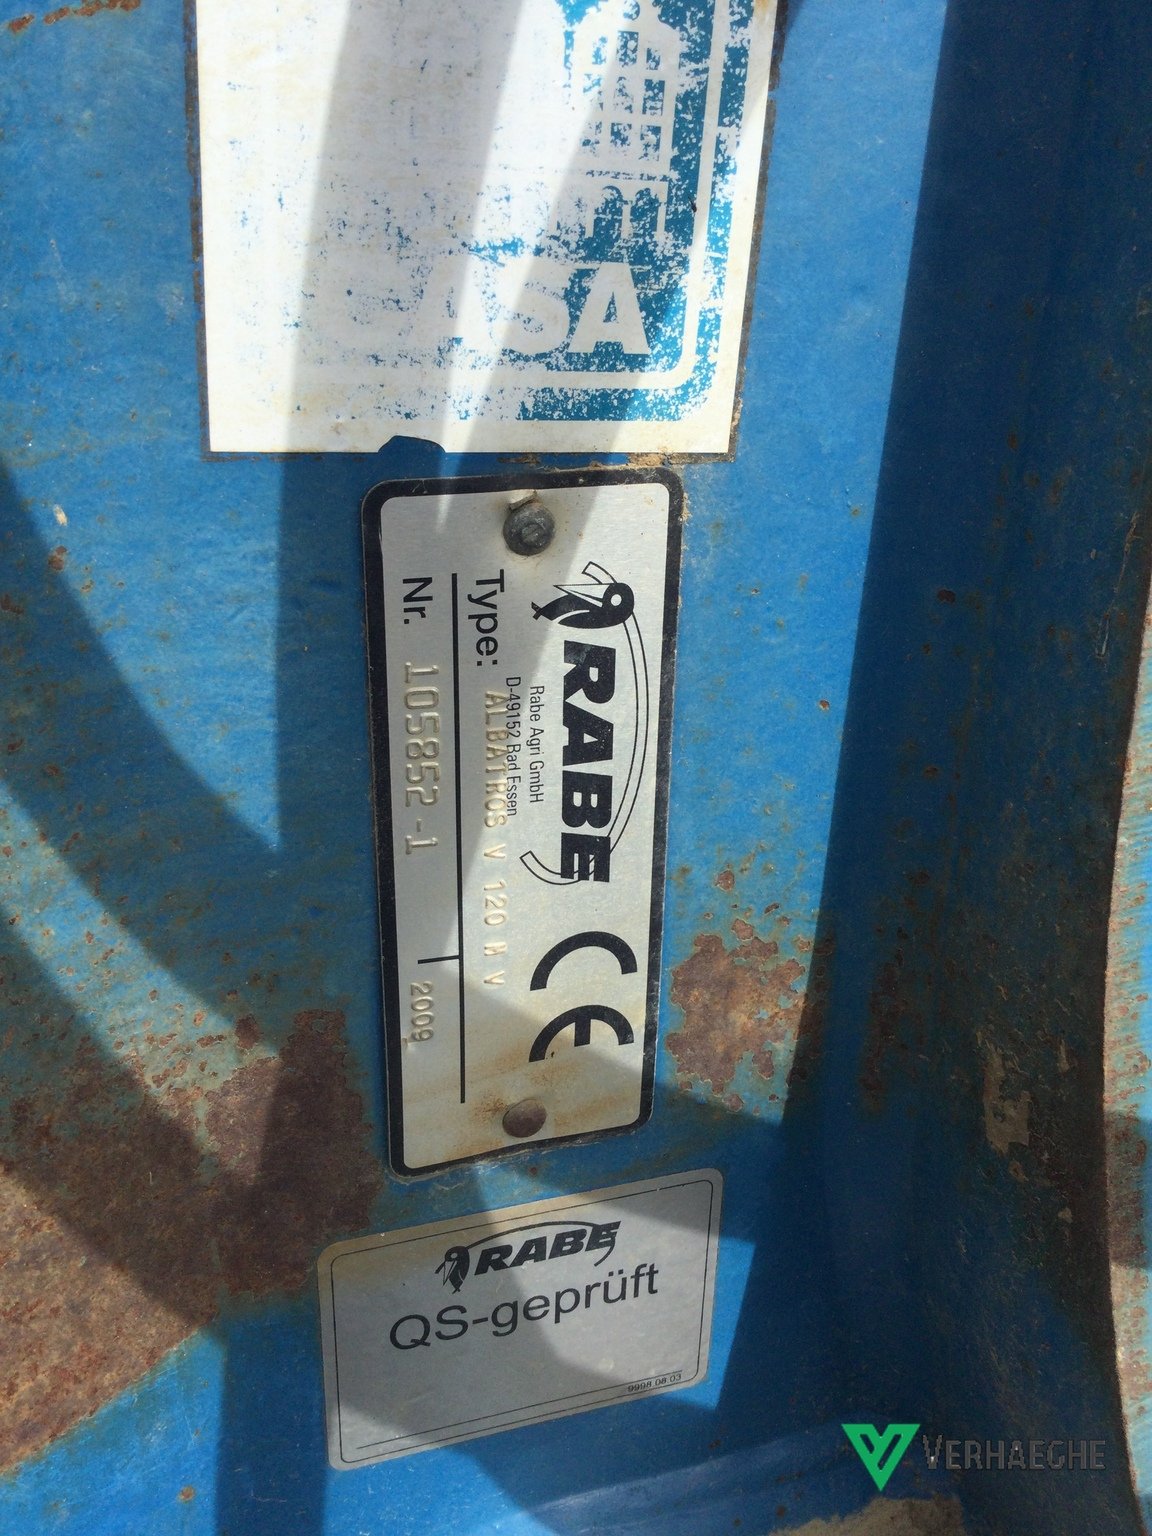 RABE
Rabe Agri GmbH
D-49152 Bad Essen
Type: ALBATROS V 120 M V
Nr. 105852-1 2009
RABE
QS-geprüft
9998 08 03
VERHAEGHE